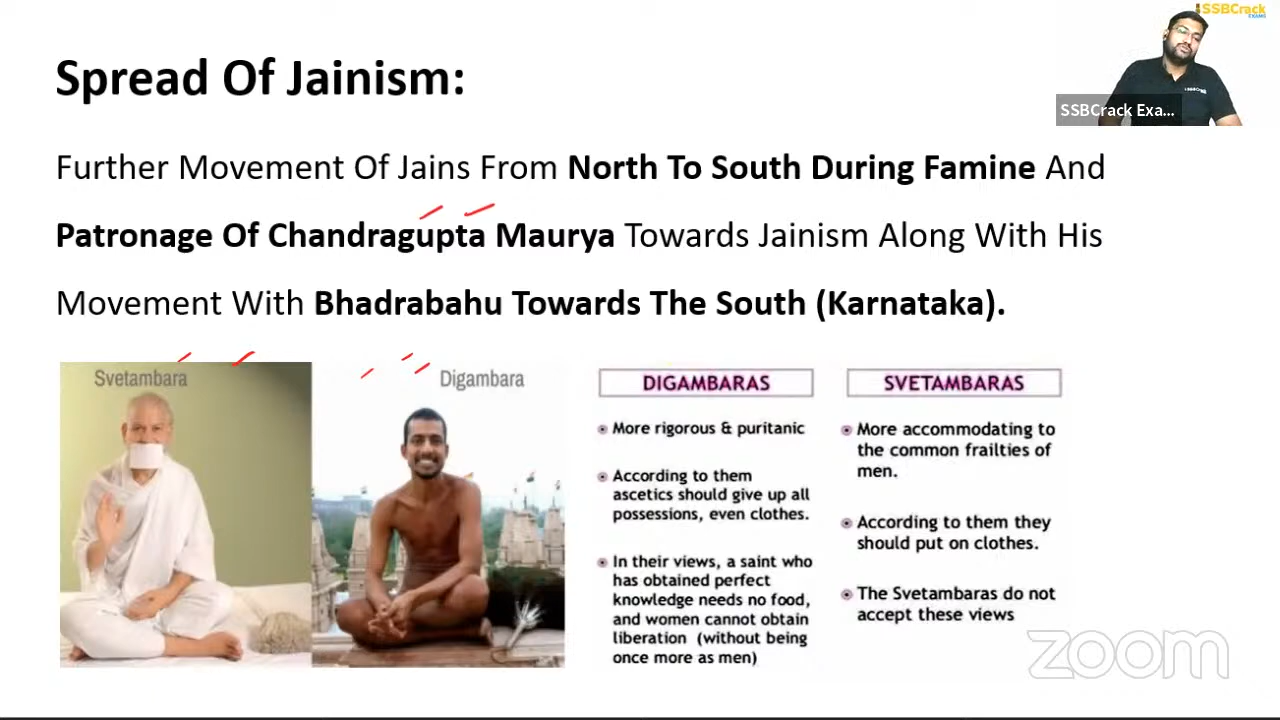 SSBCrack
EXAMS
Spread Of Jainism:
SSBCrack Exa...
Further Movement Of Jains From North To South During Famine And
Patronage Of Chandragupta Maurya Towards Jainism Along With His
Movement With Bhadrabahu Towards The South (Karnataka).
Svetambara
Digambara
DIGAMBARAS
More rigorous & puritanic
According to them
ascetics should give up all
possessions, even clothes.
In their views, a saint who
has obtained perfect
knowledge needs no food,
and women cannot obtain
liberation (without being
once more as men)
SVETAMBARAS
More accommodating to
the common frailties of
men.
According to them they
should put on clothes.
The Svetambaras do not
accept these views
zoom